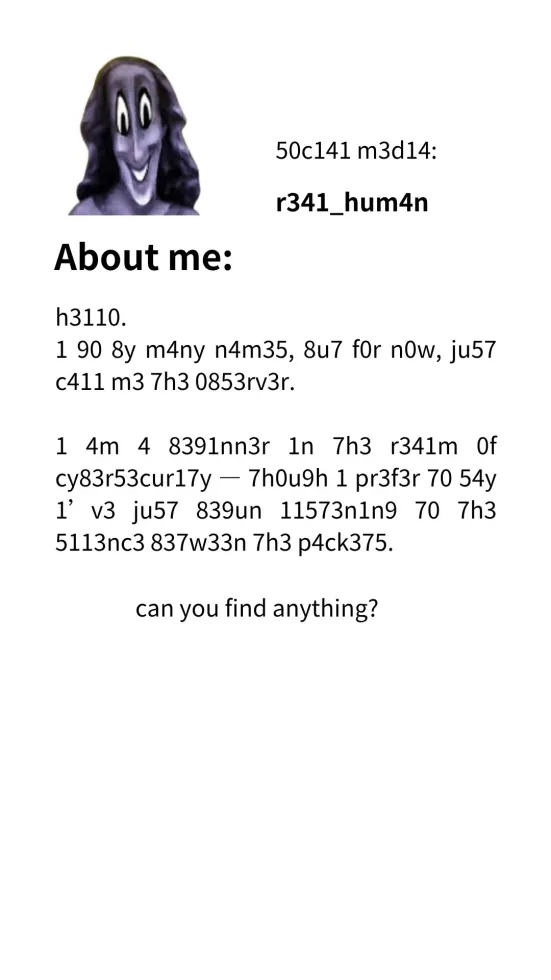 50c141 m3d14:
r341_hum4n
About me:
h3110.
1 90 8y m4ny n4m35, 8u7 f0r n0w, ju57
c411 m3 7h3 0853rv3r.
1 4m 4 8391nn3r 1n 7h3 r341m 0f
cy83r53cur17y — 7h0u9h 1 pr3f3r 70 54y
1’v3 ju57 839un 11573n1n9 70 7h3
5113nc3 837w33n 7h3 p4ck375.
can you find anything?